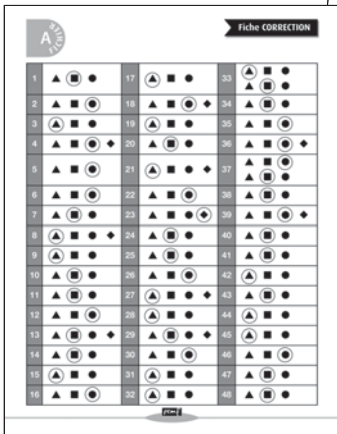 A
FICHE
Fiche CORRECTION
1 ▲ ■ ● 17 ▲ ■ ● 33 ▲ ■ ●
▲ ■ ●
2 ▲ ■ ● 18 ▲ ■ ● ◆ 34 ▲ ■ ●
3 ▲ ■ ● 19 ▲ ■ ● 35 ▲ ■ ●
4 ▲ ■ ● ◆ 20 ▲ ■ ● 36 ▲ ■ ● ◆
5 ▲ ■ ● 21 ▲ ■ ● ◆ 37 ▲ ■ ●
▲ ■ ●
6 ▲ ■ ● 22 ▲ ■ ● 38 ▲ ■ ●
7 ▲ ■ ● 23 ▲ ■ ● ◆ 39 ▲ ■ ● ◆
8 ▲ ■ ● ◆ 24 ▲ ■ ● 40 ▲ ■ ●
9 ▲ ■ ● 25 ▲ ■ ● 41 ▲ ■ ●
10 ▲ ■ ● 26 ▲ ■ ● 42 ▲ ■ ●
11 ▲ ■ ● 27 ▲ ■ ● ◆ 43 ▲ ■ ●
12 ▲ ■ ● 28 ▲ ■ ● 44 ▲ ■ ●
13 ▲ ■ ● ◆ 29 ▲ ■ ● ◆ 45 ▲ ■ ●
14 ▲ ■ ● 30 ▲ ■ ● 46 ▲ ■ ●
15 ▲ ■ ● 31 ▲ ■ ● 47 ▲ ■ ●
16 ▲ ■ ● 32 ▲ ■ ● 48 ▲ ■ ●